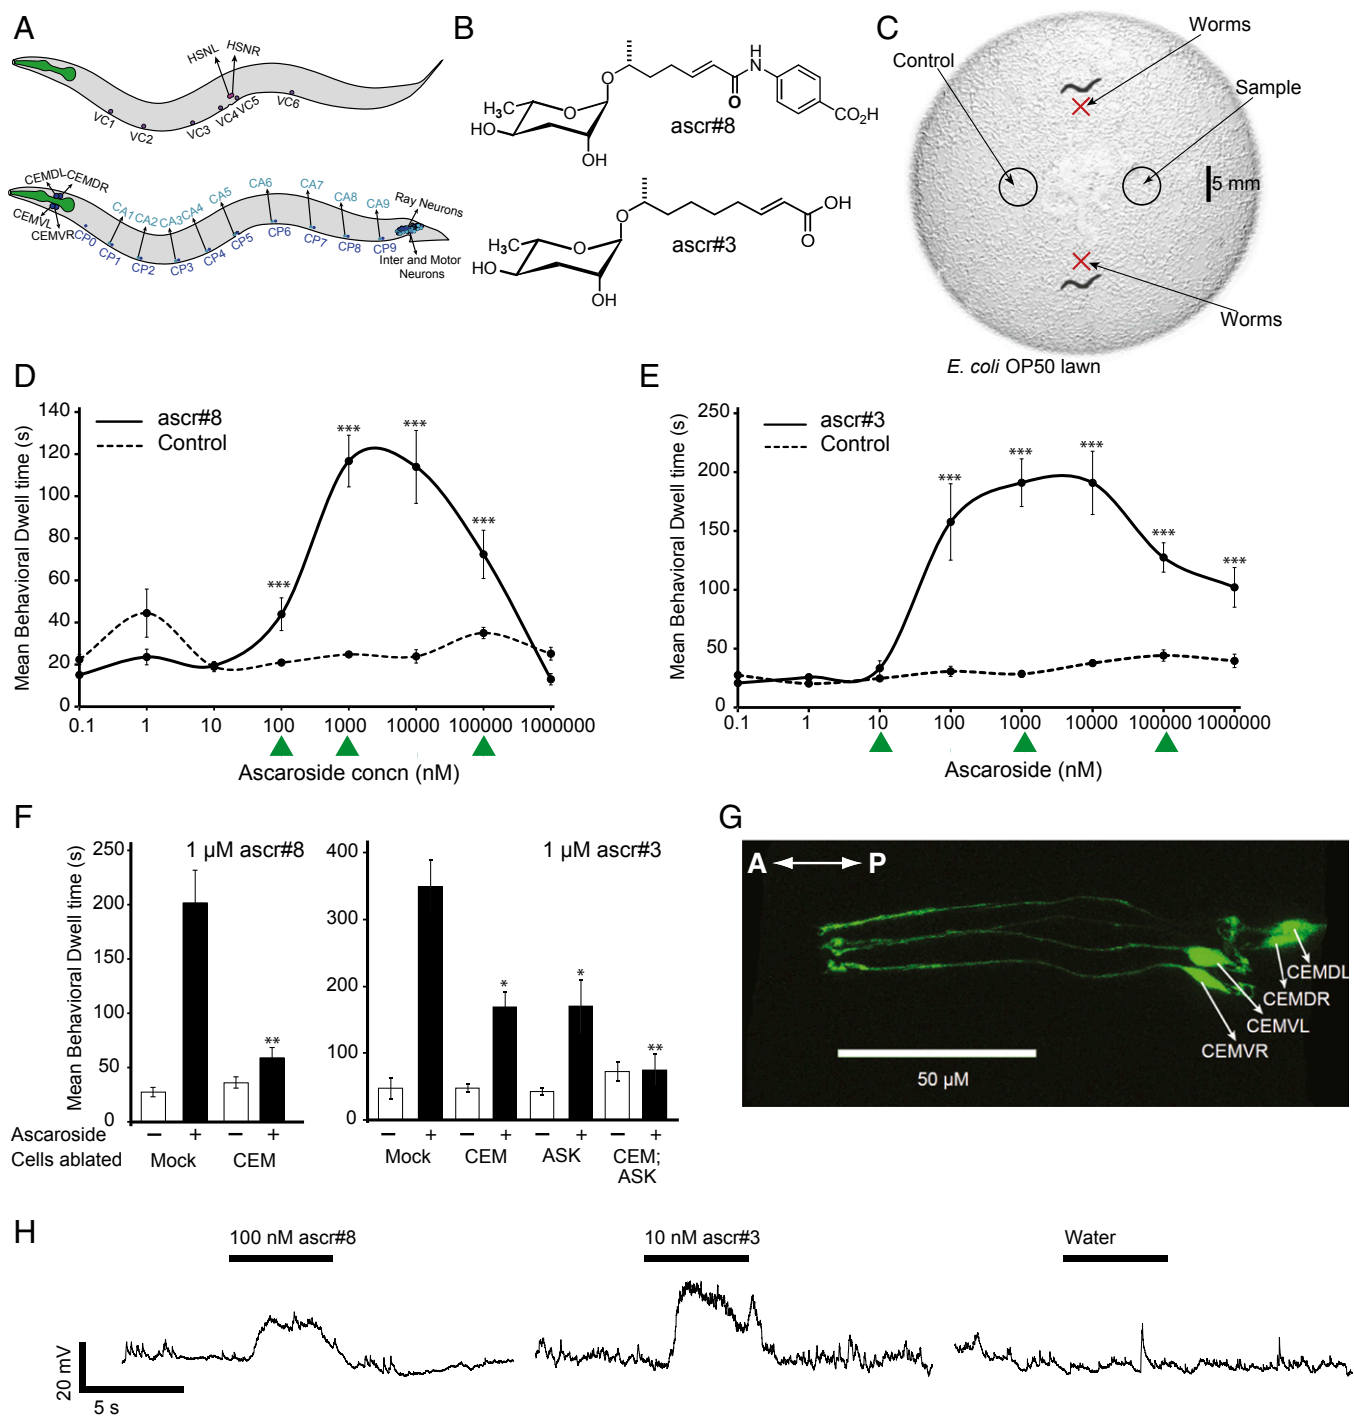 A
HSNL
HSNR
VC1
VC2
VC3
VC4
VC5
VC6
CEMDL
CEMDR
CEMVL
CEMVR
CA1
CA2
CA3
CA4
CA5
CA6
CA7
CA8
CA9
Ray Neurons
CP0
CP1
CP2
CP3
CP4
CP5
CP6
CP7
CP8
CP9
Inter and Motor
Neurons
B
H
N
O
O
O
H₃C
HO
OH
CO₂H
ascr#8
O
O
H₃C
HO
OH
OH
O
ascr#3
C
Worms
Control
Sample
5 mm
Worms
E. coli OP50 lawn
D
Mean Behavioral Dwell time (s)
140
120
100
80
60
40
20
0
ascr#8
Control
***
***
***
***
0.1 1 10 100 1000 10000 100000 1000000
Ascaroside concn (nM)
E
Mean Behavioral Dwell time (s)
250
200
150
100
50
0
ascr#3
Control
***
***
***
***
***
0.1 1 10 100 1000 10000 100000 1000000
Ascaroside (nM)
F
Mean Behavioral Dwell time (s)
250
200
150
100
50
0
1 µM ascr#8
**
400
300
200
100
0
1 µM ascr#3
*
*
**
Ascaroside − + − + − + − + − + − +
Cells ablated Mock CEM Mock CEM ASK CEM;
ASK
G
A P
CEMDL
CEMDR
CEMVL
CEMVR
50 µM
H
100 nM ascr#8
10 nM ascr#3
Water
20 mV
5 s